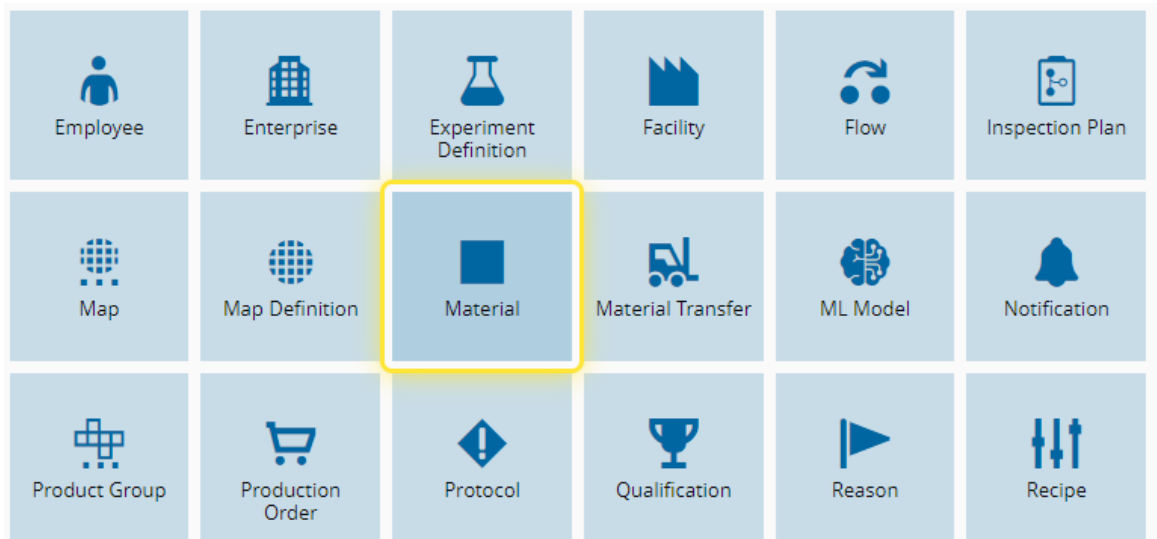 Employee
Enterprise
Experiment
Definition
Facility
Flow
Inspection Plan
Map
Map Definition
Material
Material Transfer
ML Model
Notification
Product Group
Production
Order
Protocol
Qualification
Reason
Recipe